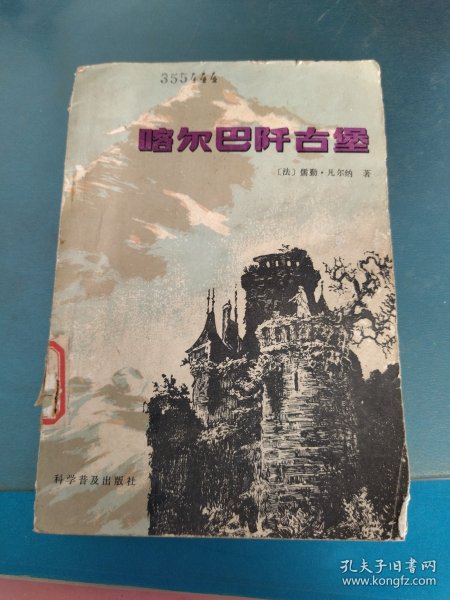 355444
喀尔巴阡古堡
〔法〕儒勒·凡尔纳 著
科学普及出版社
孔夫子旧书网
www.kongfz.com